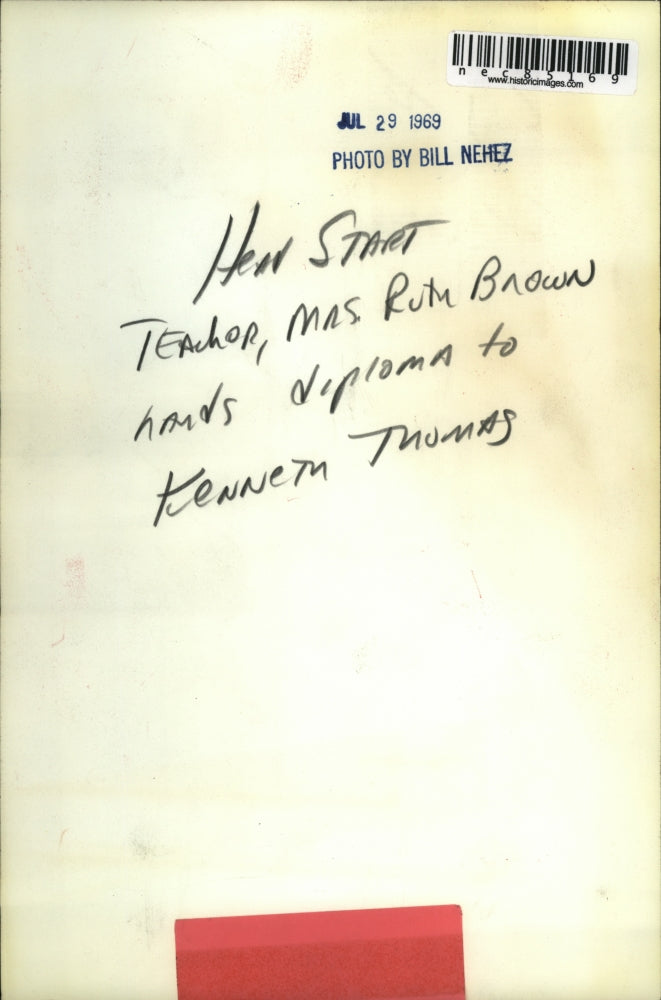 nec85169
www.historicimages.com
JUL 29 1969
PHOTO BY BILL NEHEZ
Head Start
Teacher, Mrs. Ruth Brown
hands diploma to
Kenneth Thomas